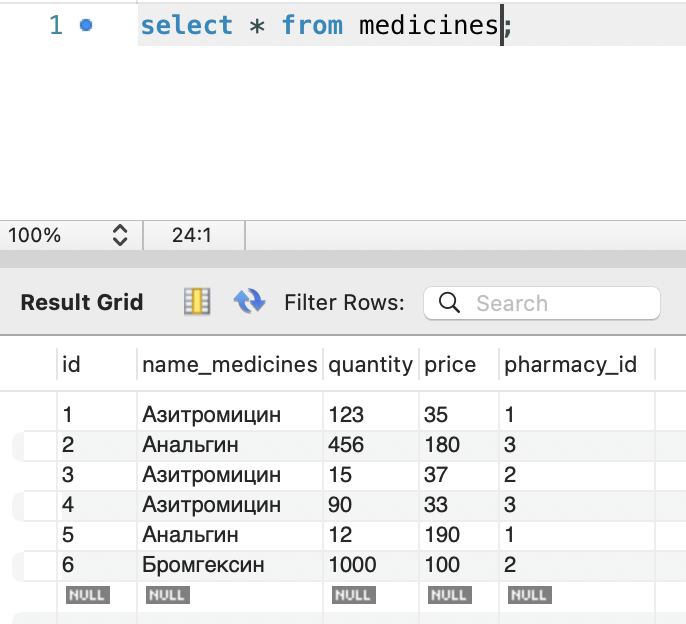 1 select * from medicines;
100% 24:1
Result Grid Filter Rows: Search
id name_medicines quantity price pharmacy_id
1 Азитромицин 123 35 1
2 Анальгин 456 180 3
3 Азитромицин 15 37 2
4 Азитромицин 90 33 3
5 Анальгин 12 190 1
6 Бромгексин 1000 100 2
NULL NULL NULL NULL NULL